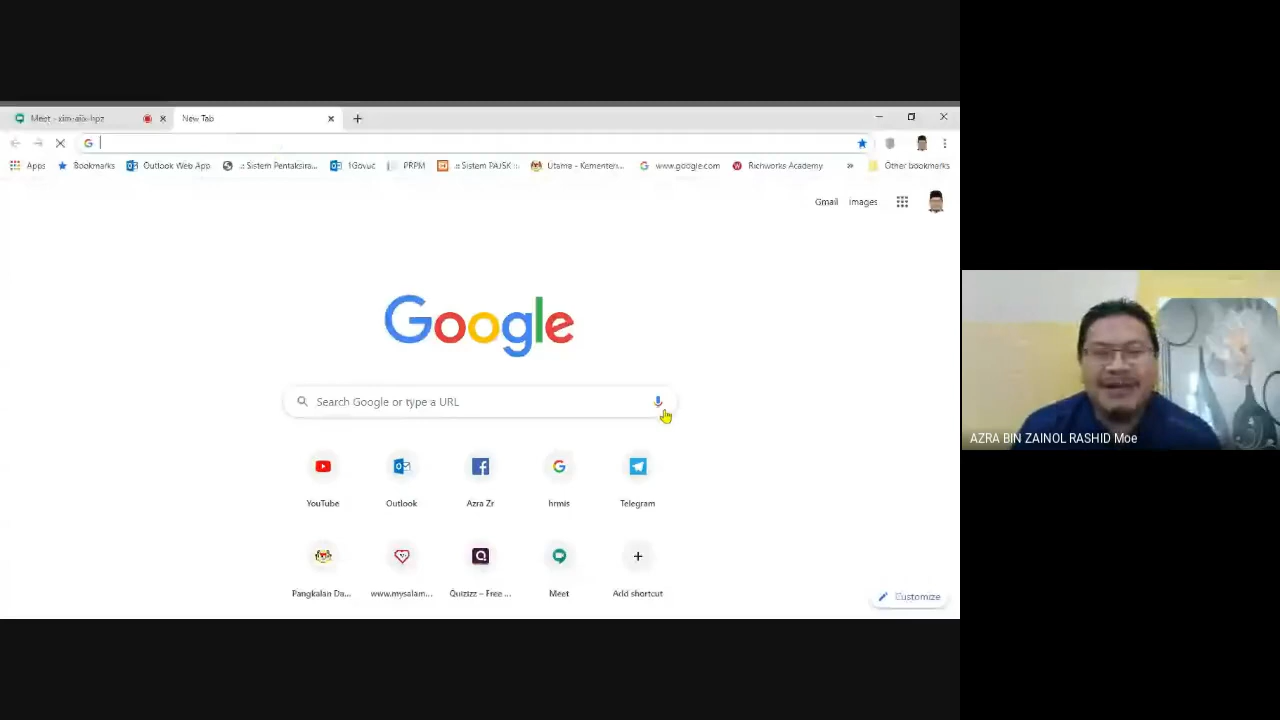 Meet - xim-aiix-hpz
New Tab
Apps Bookmarks Outlook Web App .: Sistem Pentaksira... 1Govuc PRPM .: Sistem PAJSK ::. Utama - Kementeri... www.google.com Richworks Academy » Other bookmarks
Gmail Images
Google
Search Google or type a URL
YouTube Outlook Azra Zr hrmis Telegram
Pangkalan Da... www.mysalam... Quizizz – Free ... Meet Add shortcut
Customize
AZRA BIN ZAINOL RASHID Moe